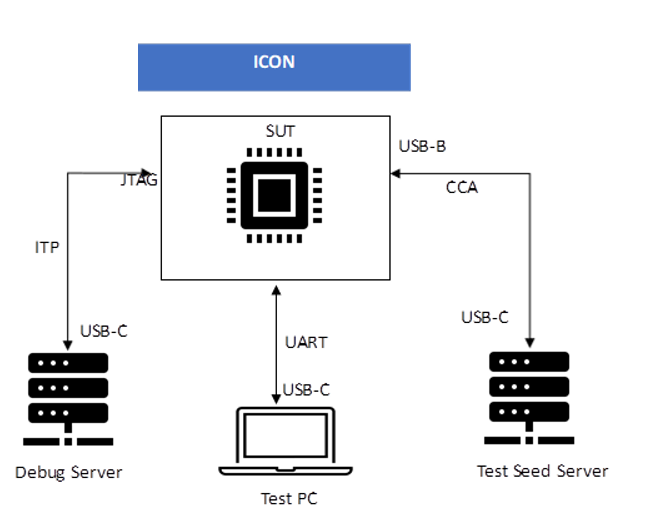 ICON
SUT
USB-B
JTAG
CCA
ITP
USB-C
USB-C
UART
USB-C
Debug Server
Test Seed Server
Test PC